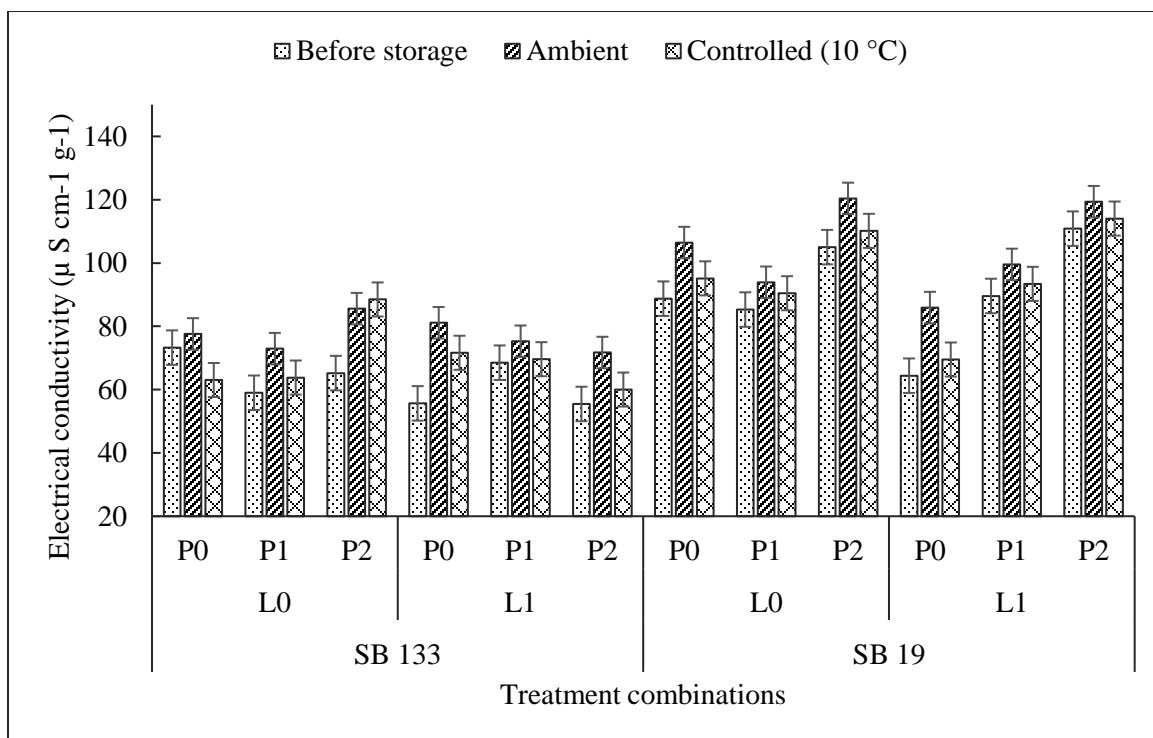 Before storage Ambient Controlled (10 °C)
Electrical conductivity (µ S cm-1 g-1)
140
120
100
80
60
40
20
P0 P1 P2 P0 P1 P2 P0 P1 P2 P0 P1 P2
L0 L1 L0 L1
SB 133 SB 19
Treatment combinations